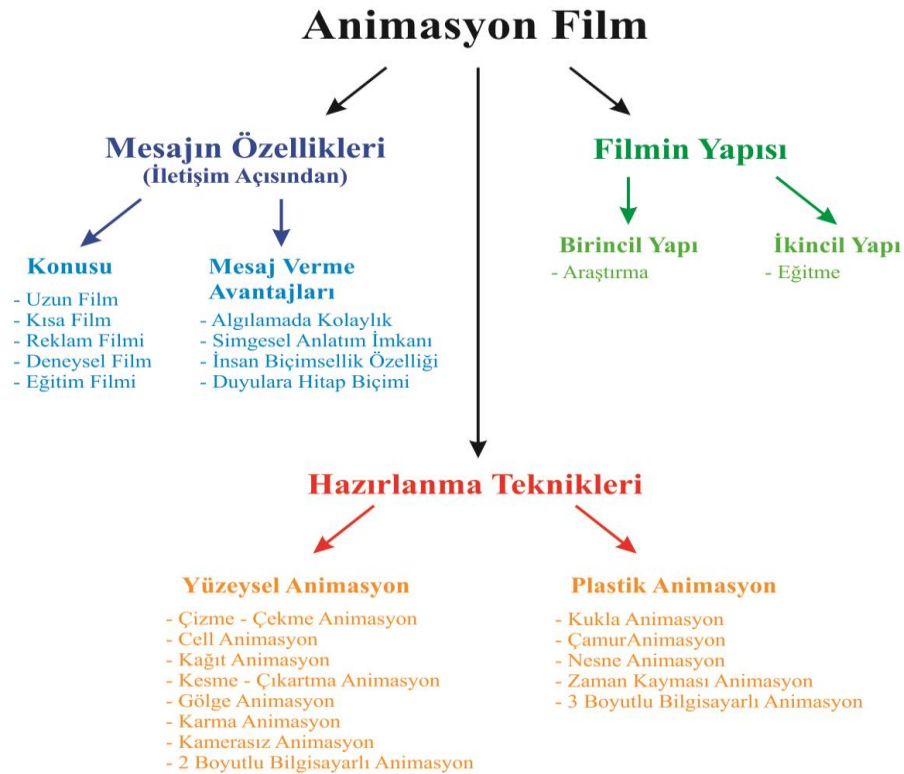 Animasyon Film
Mesajın Özellikleri
(İletişim Açısından)
Konusu
- Uzun Film
- Kısa Film
- Reklam Filmi
- Deneysel Film
- Eğitim Filmi
Mesaj Verme
Avantajları
- Algılamada Kolaylık
- Simgesel Anlatım İmkanı
- İnsan Biçimsellik Özelliği
- Duyulara Hitap Biçimi
Filmin Yapısı
Birincil Yapı
- Araştırma
İkincil Yapı
- Eğitme
Hazırlanma Teknikleri
Yüzeysel Animasyon
- Çizme - Çekme Animasyon
- Cell Animasyon
- Kağıt Animasyon
- Kesme - Çıkartma Animasyon
- Gölge Animasyon
- Karma Animasyon
- Kamerasız Animasyon
- 2 Boyutlu Bilgisayarlı Animasyon
Plastik Animasyon
- Kukla Animasyon
- ÇamurAnimasyon
- Nesne Animasyon
- Zaman Kayması Animasyon
- 3 Boyutlu Bilgisayarlı Animasyon